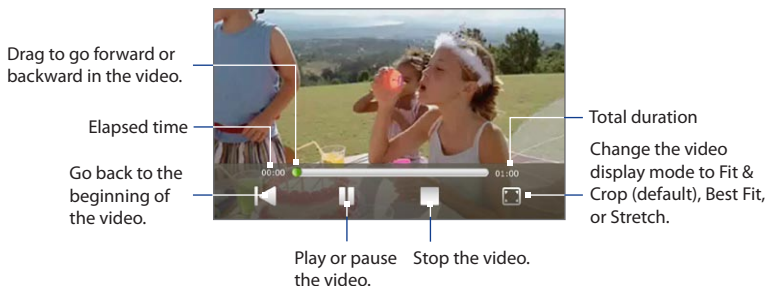 Drag to go forward or
backward in the video.
Elapsed time
Go back to the
beginning of
the video.
00:00
01:00
Total duration
Change the video
display mode to Fit &
Crop (default), Best Fit,
or Stretch.
Play or pause
the video.
Stop the video.